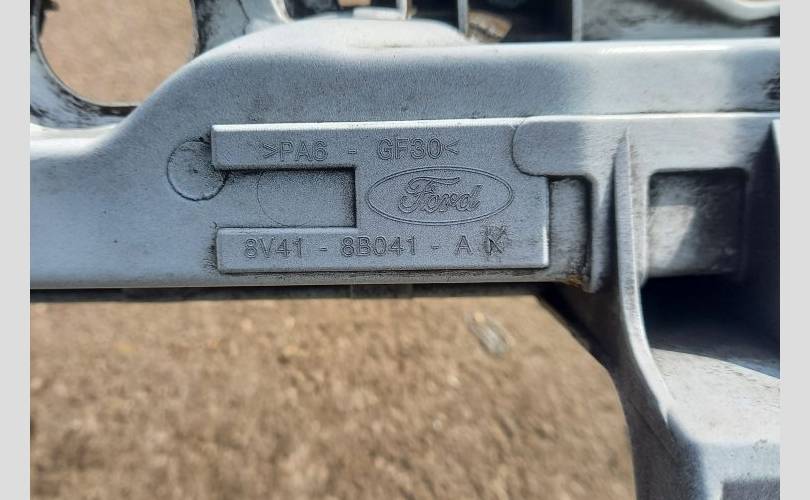 >PA6 - GF30<
Ford
8V41 - 8B041 - A